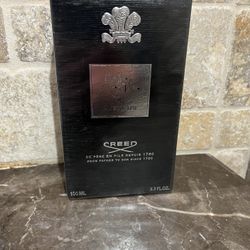 CREED
DE PÈRE EN FILS DEPUIS 1760
FROM FATHER TO SON SINCE 1760
100 ML
3.3 FL.OZ.